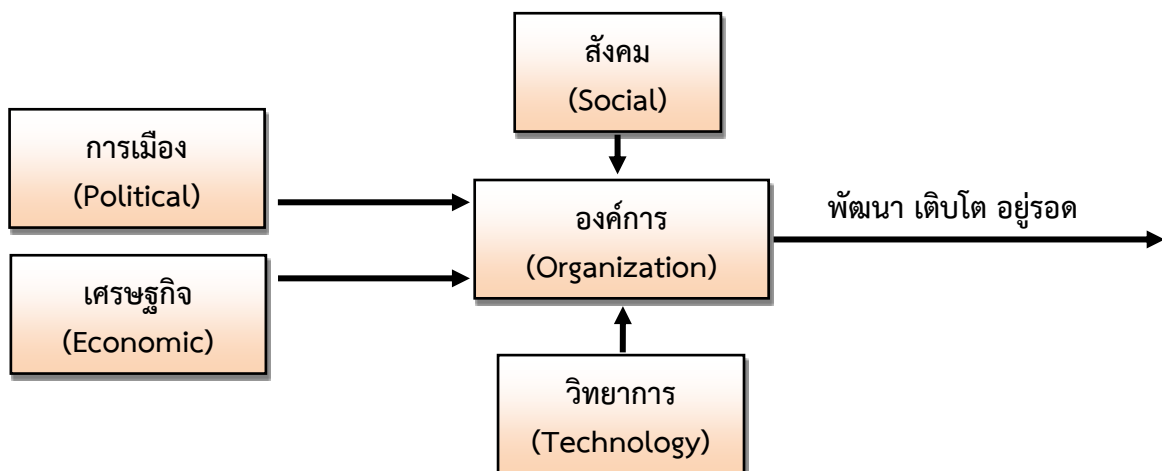 สังคม
(Social)
การเมือง
(Political)
องค์การ
(Organization)
พัฒนา เติบโต อยู่รอด
เศรษฐกิจ
(Economic)
วิทยาการ
(Technology)